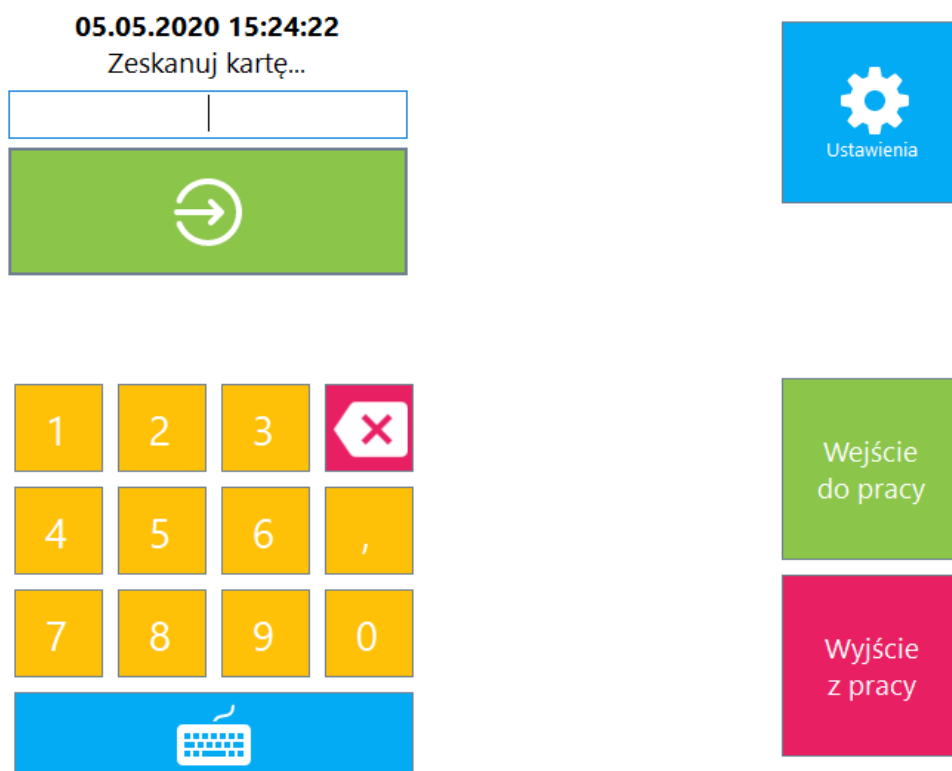 05.05.2020 15:24:22
Zeskanuj kartę...
Ustawienia
1 2 3
4 5 6 ,
7 8 9 0
Wejście
do pracy
Wyjście
z pracy